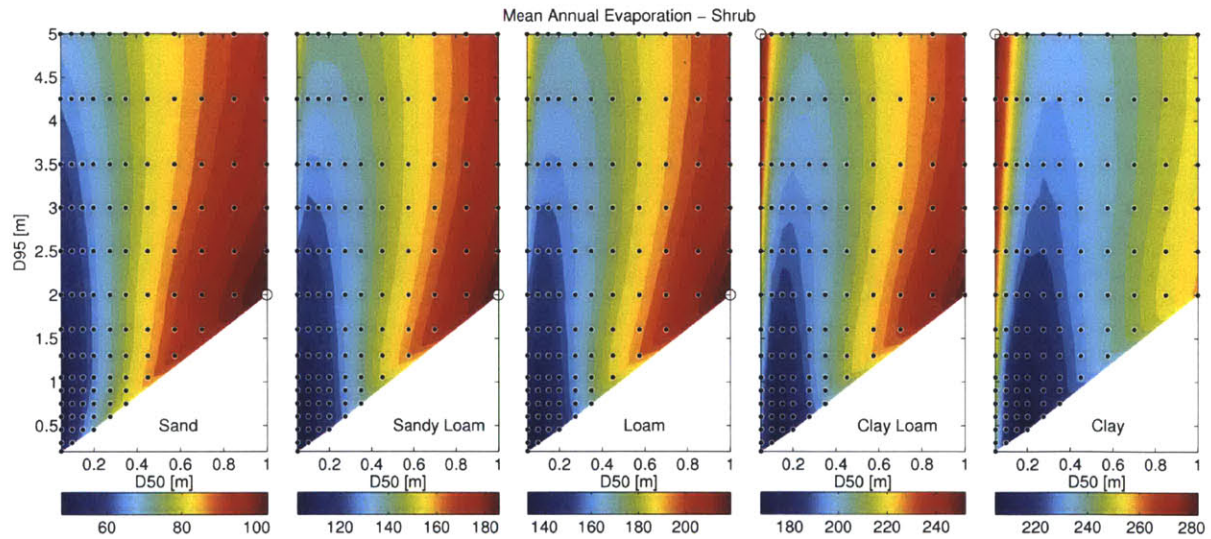 Mean Annual Evaporation – Shrub
D95 [m]
5
4.5
4
3.5
3
2.5
2
1.5
1
0.5
Sand
Sandy Loam
Loam
Clay Loam
Clay
0.2 0.4 0.6 0.8 1
0.2 0.4 0.6 0.8 1
0.2 0.4 0.6 0.8 1
0.2 0.4 0.6 0.8 1
0.2 0.4 0.6 0.8 1
D50 [m]
D50 [m]
D50 [m]
D50 [m]
D50 [m]
60 80 100
120 140 160 180
140 160 180 200
180 200 220 240
220 240 260 280